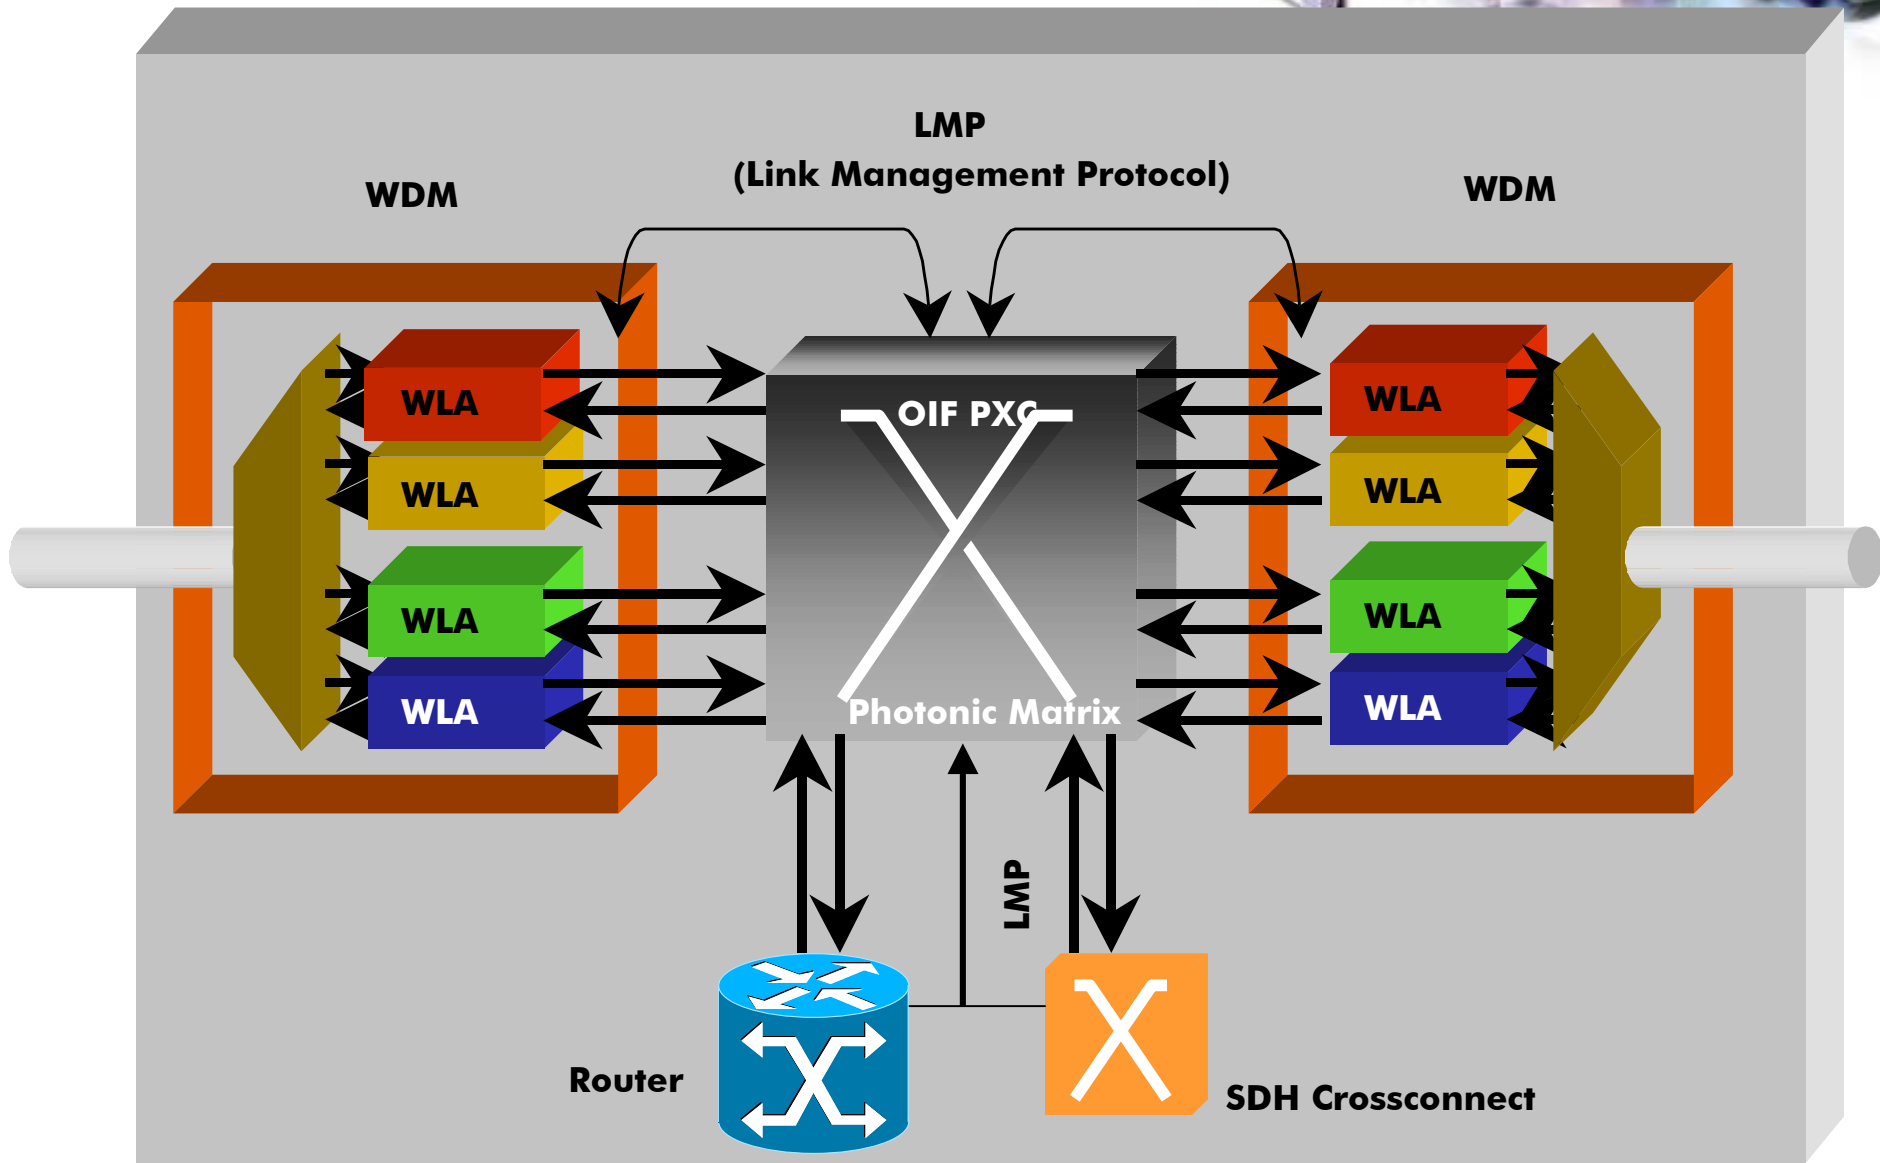 LMP
(Link Management Protocol)
WDM
WDM
WLA
WLA
WLA
WLA
OIF PXC
Photonic Matrix
WLA
WLA
WLA
WLA
LMP
Router
SDH Crossconnect